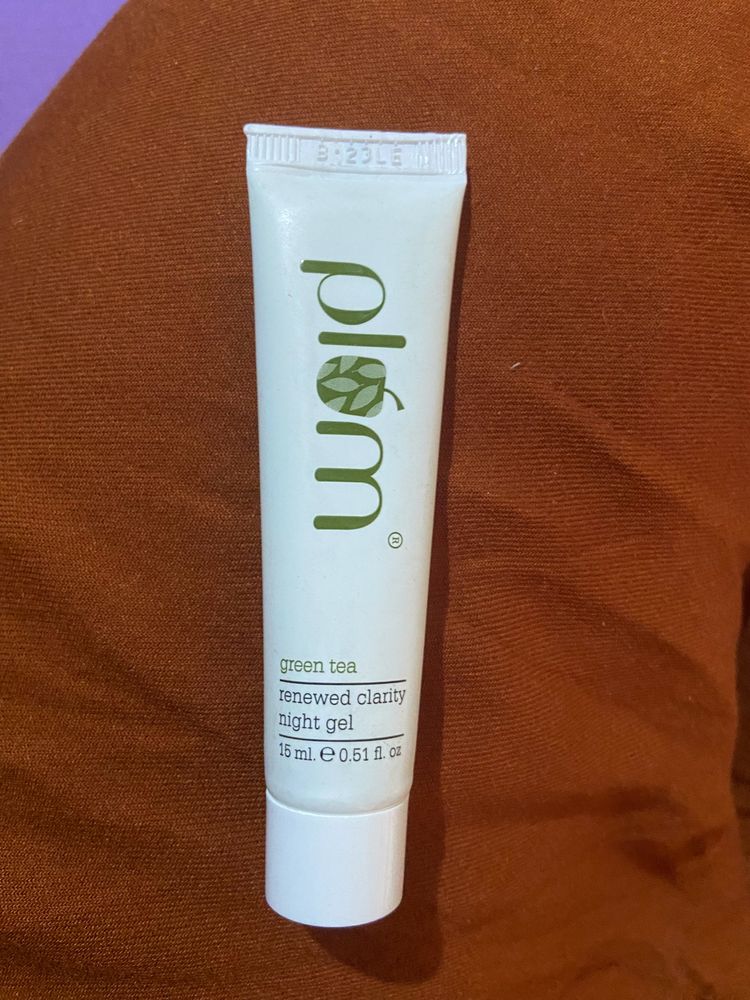 B·23LE
plum®
green tea
renewed clarity
night gel
15 ml. ℮ 0.51 fl. oz